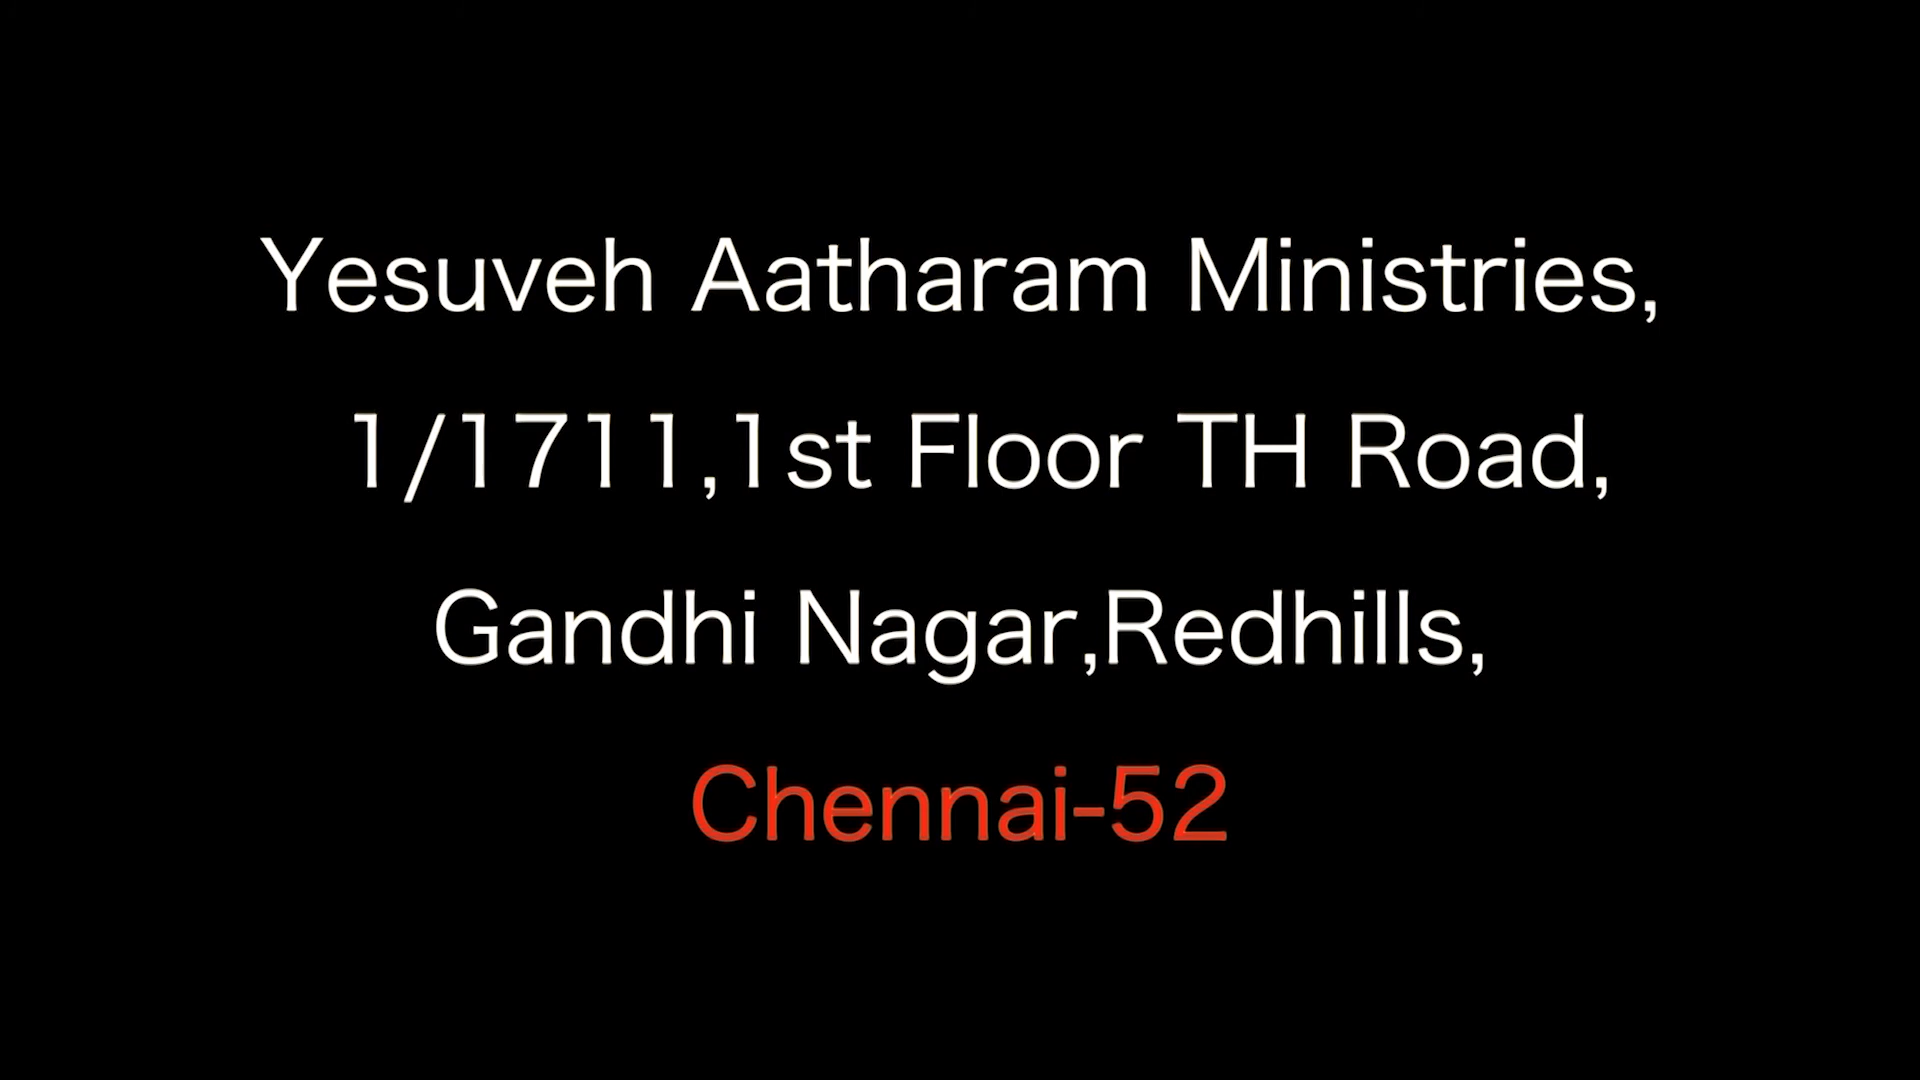 Yesuveh Aatharam Ministries,
1/1711,1st Floor TH Road,
Gandhi Nagar,Redhills,
Chennai-52